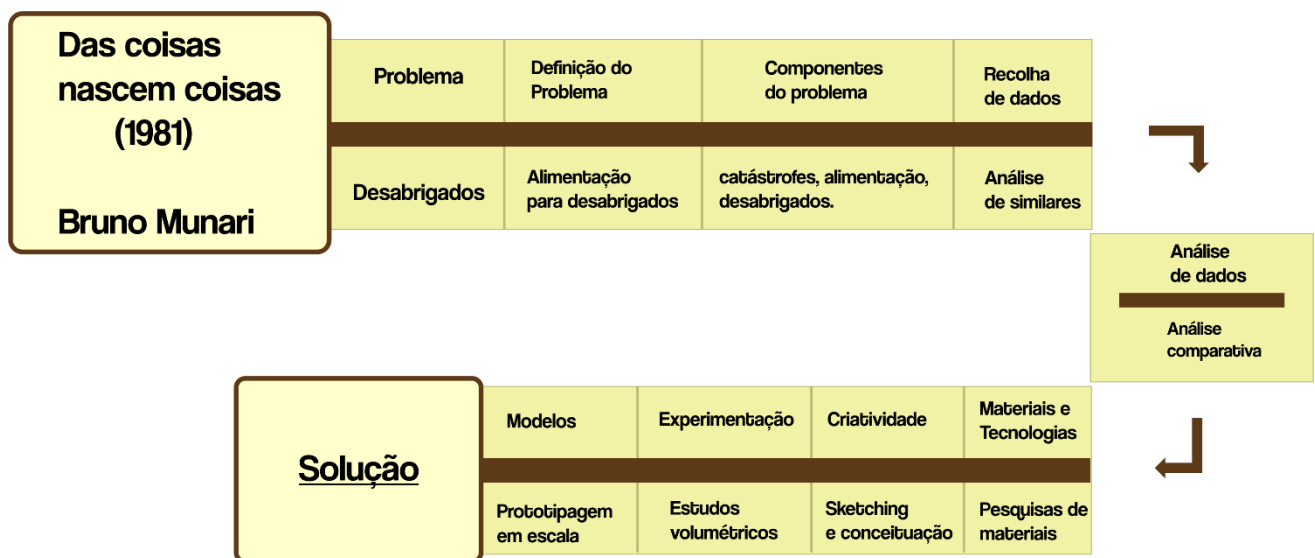 Das coisas
nascem coisas
(1981)
Bruno Munari
Problema
Definição do
Problema
Componentes
do problema
Recolha
de dados
Desabrigados
Alimentação
para desabrigados
catástrofes, alimentação,
desabrigados.
Análise
de similares
Análise
de dados
Análise
comparativa
Materiais e
Tecnologias
Criatividade
Experimentação
Modelos
Pesquisas de
materiais
Sketching
e conceituação
Estudos
volumétricos
Prototipagem
em escala
Solução